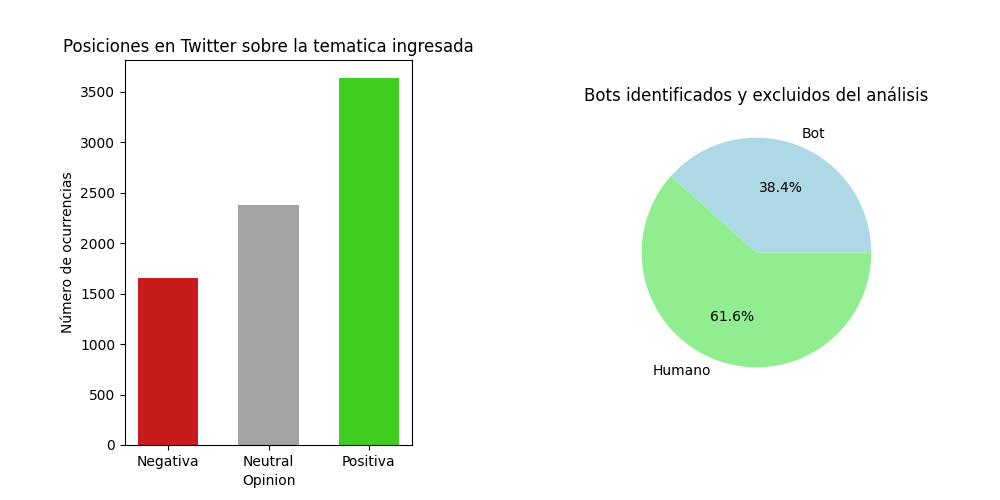 Posiciones en Twitter sobre la tematica ingresada
3500
3000
2500
2000
1500
1000
500
0
Número de ocurrencias
Negativa
Neutral
Positiva
Opinion
Bots identificados y excluidos del análisis
Bot
38.4%
61.6%
Humano